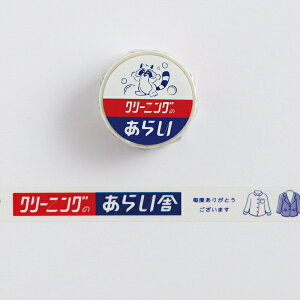 クリーニングの
あらい
クリーニングの あらい舎
毎度ありがとう
ございます